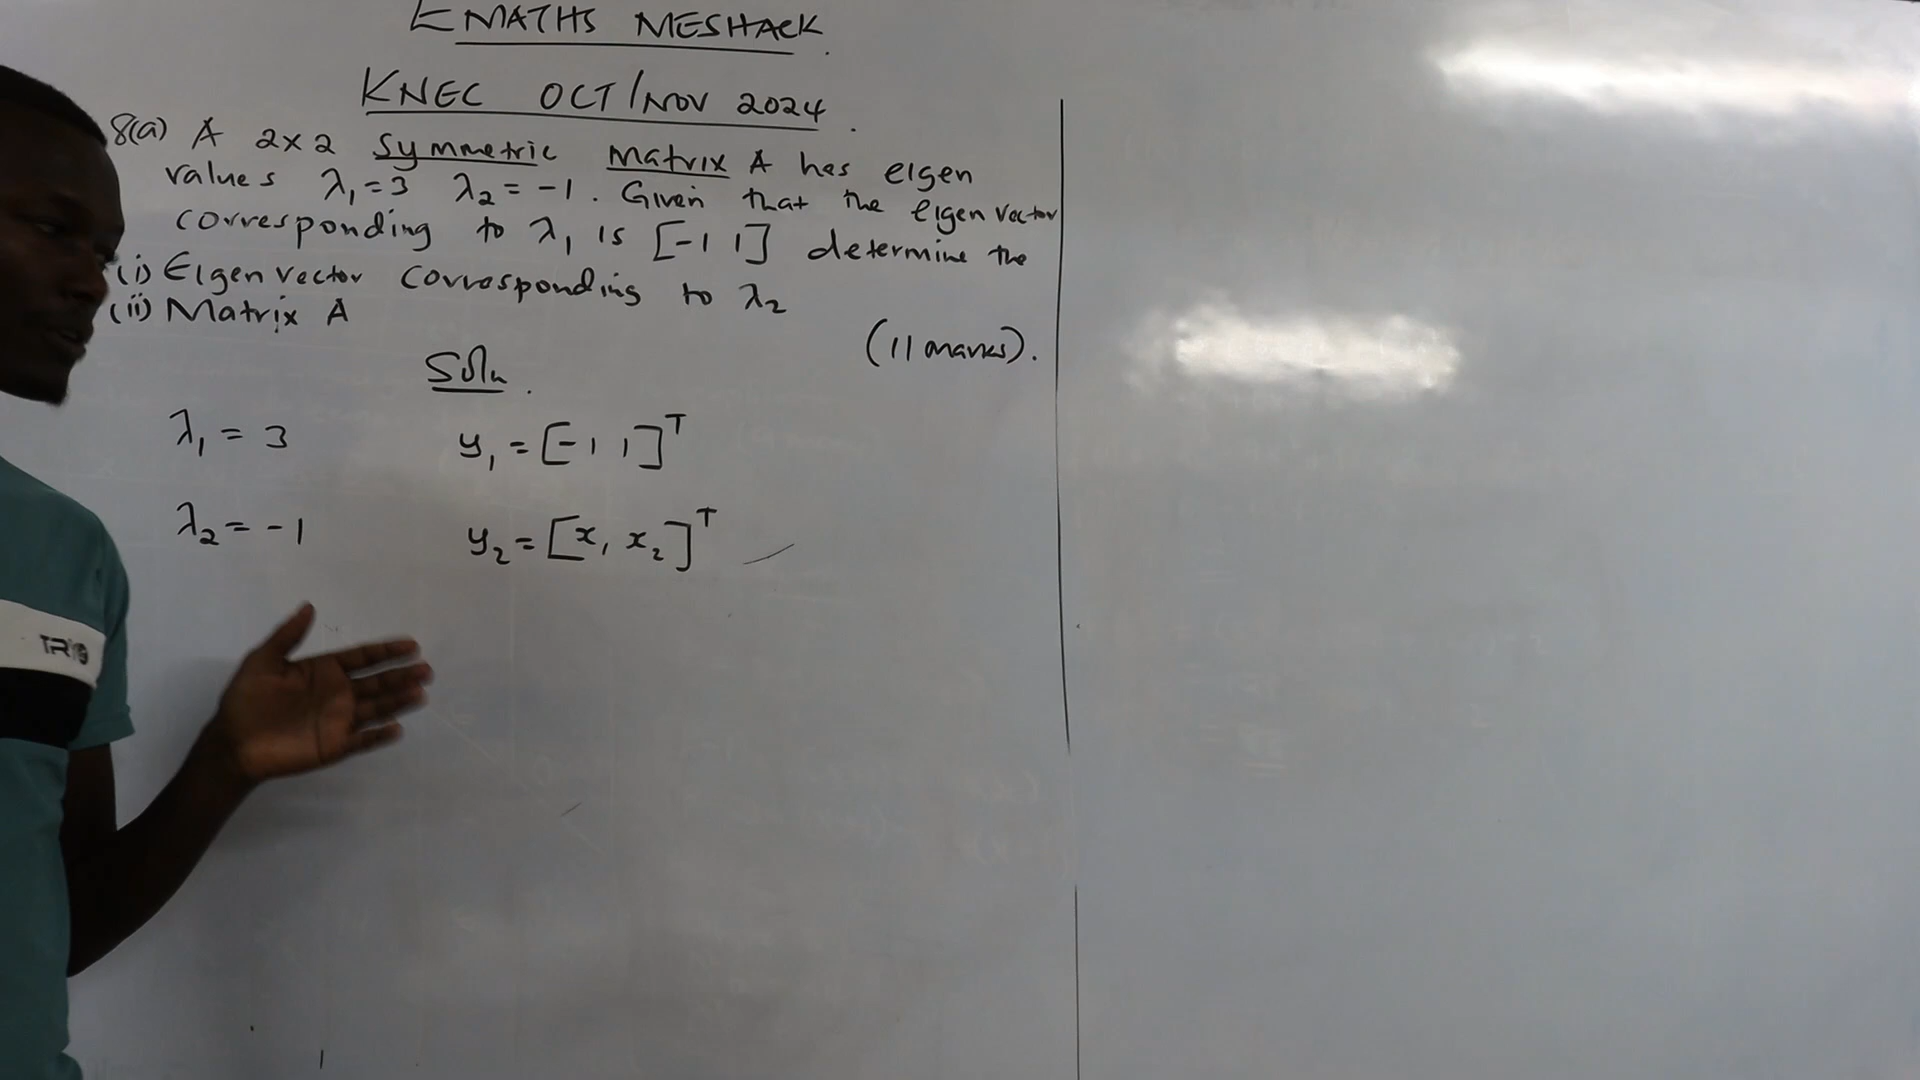 EMATHS MESHACK.
KNEC OCT/NOV 2024.
8(a) A 2x2 Symmetric Matrix A has eigen
values λ₁=3 λ₂=-1. Given that the eigen vector
corresponding to λ₁ is [-1 1] determine the
(i) Eigen vector corresponding to λ₂
(ii) Matrix A
(11 marks).
Soln.
λ₁ = 3 y₁ = [-1 1]ᵀ
λ₂ = -1 y₂ = [x₁ x₂]ᵀ